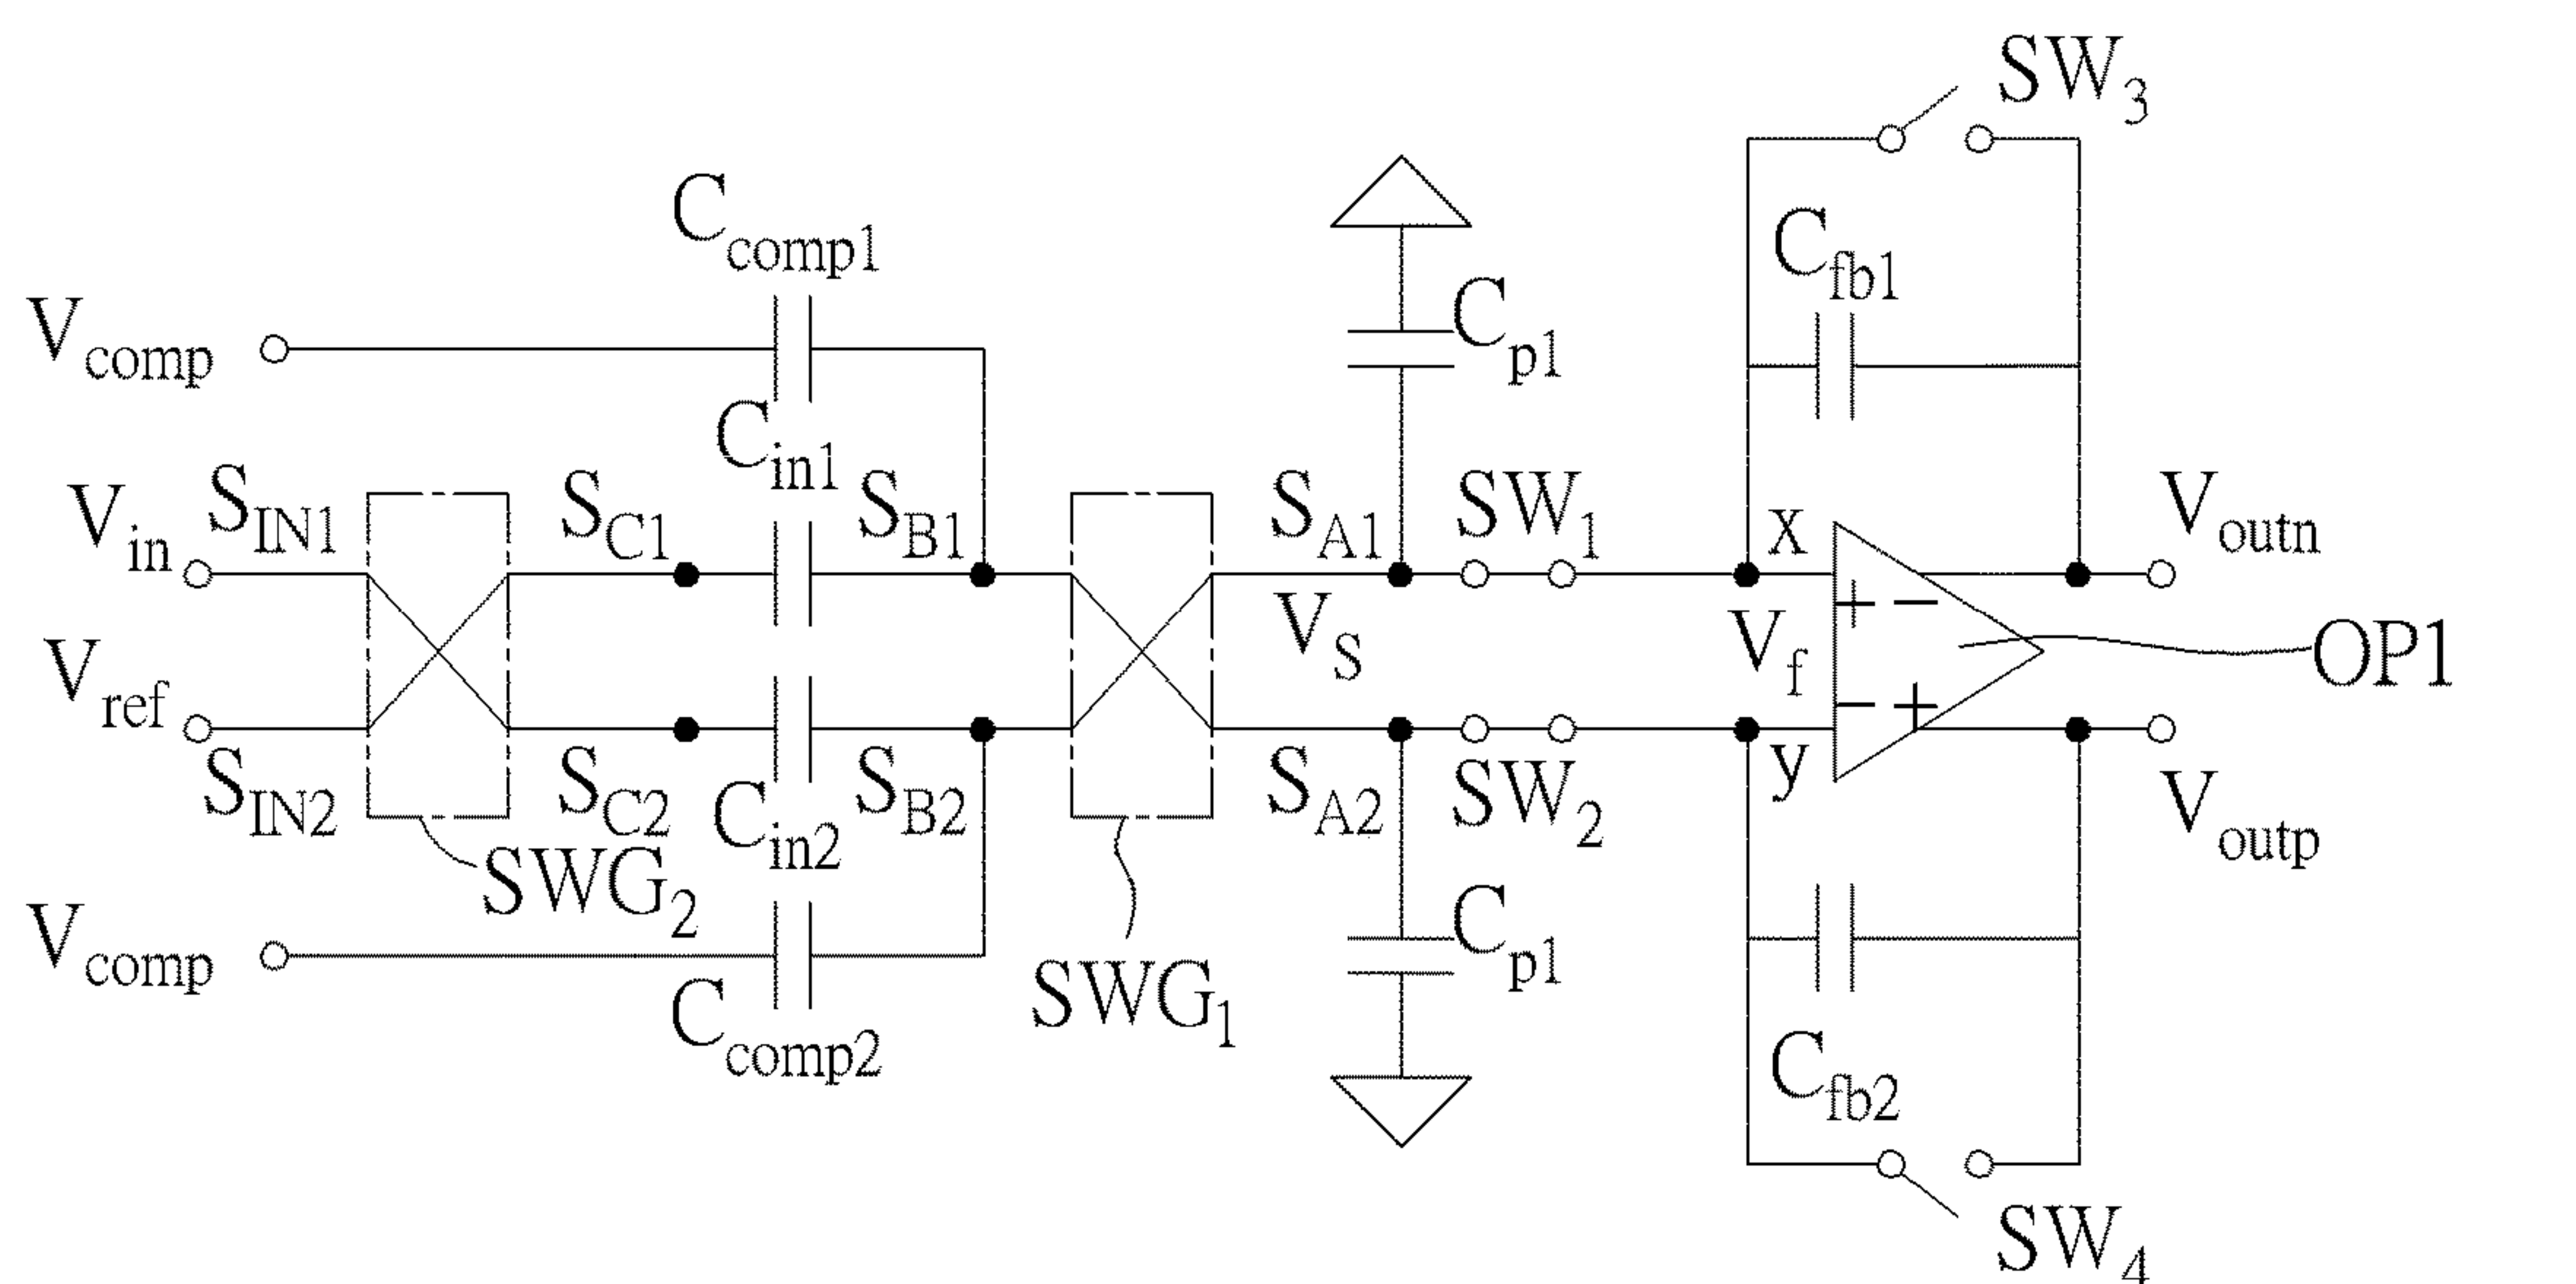 SW3
Ccomp1
Cfb1
Cp1
Vcomp
Cin1
Vin
SIN1
SC1
SB1
SA1
SW1
x
Voutn
+ −
VS
Vf
OP1
Vref
− +
SIN2
SC2
Cin2
SB2
SA2
SW2
y
Voutp
SWG2
Cp1
Vcomp
SWG1
Ccomp2
Cfb2
SW4